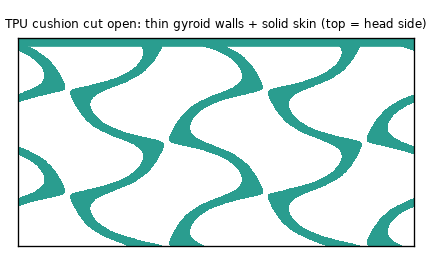 TPU cushion cut open: thin gyroid walls + solid skin (top = head side)